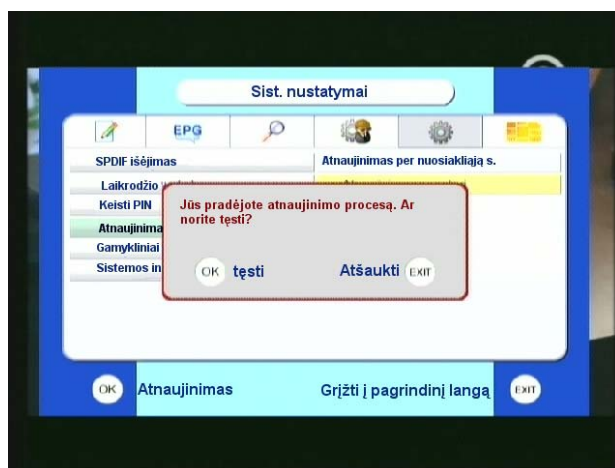 Sist. nustatymai
EPG
SPDIF išėjimas
Atnaujinimas per nuosiakliąją s.
Laikrodžio
Keisti PIN
Jūs pradėjote atnaujinimo procesą. Ar
norite tęsti?
Atnaujinima
Gamykliniai
Sistemos in
OK tęsti
Atšaukti EXIT
OK Atnaujinimas
Grįžti į pagrindinį langą EXIT